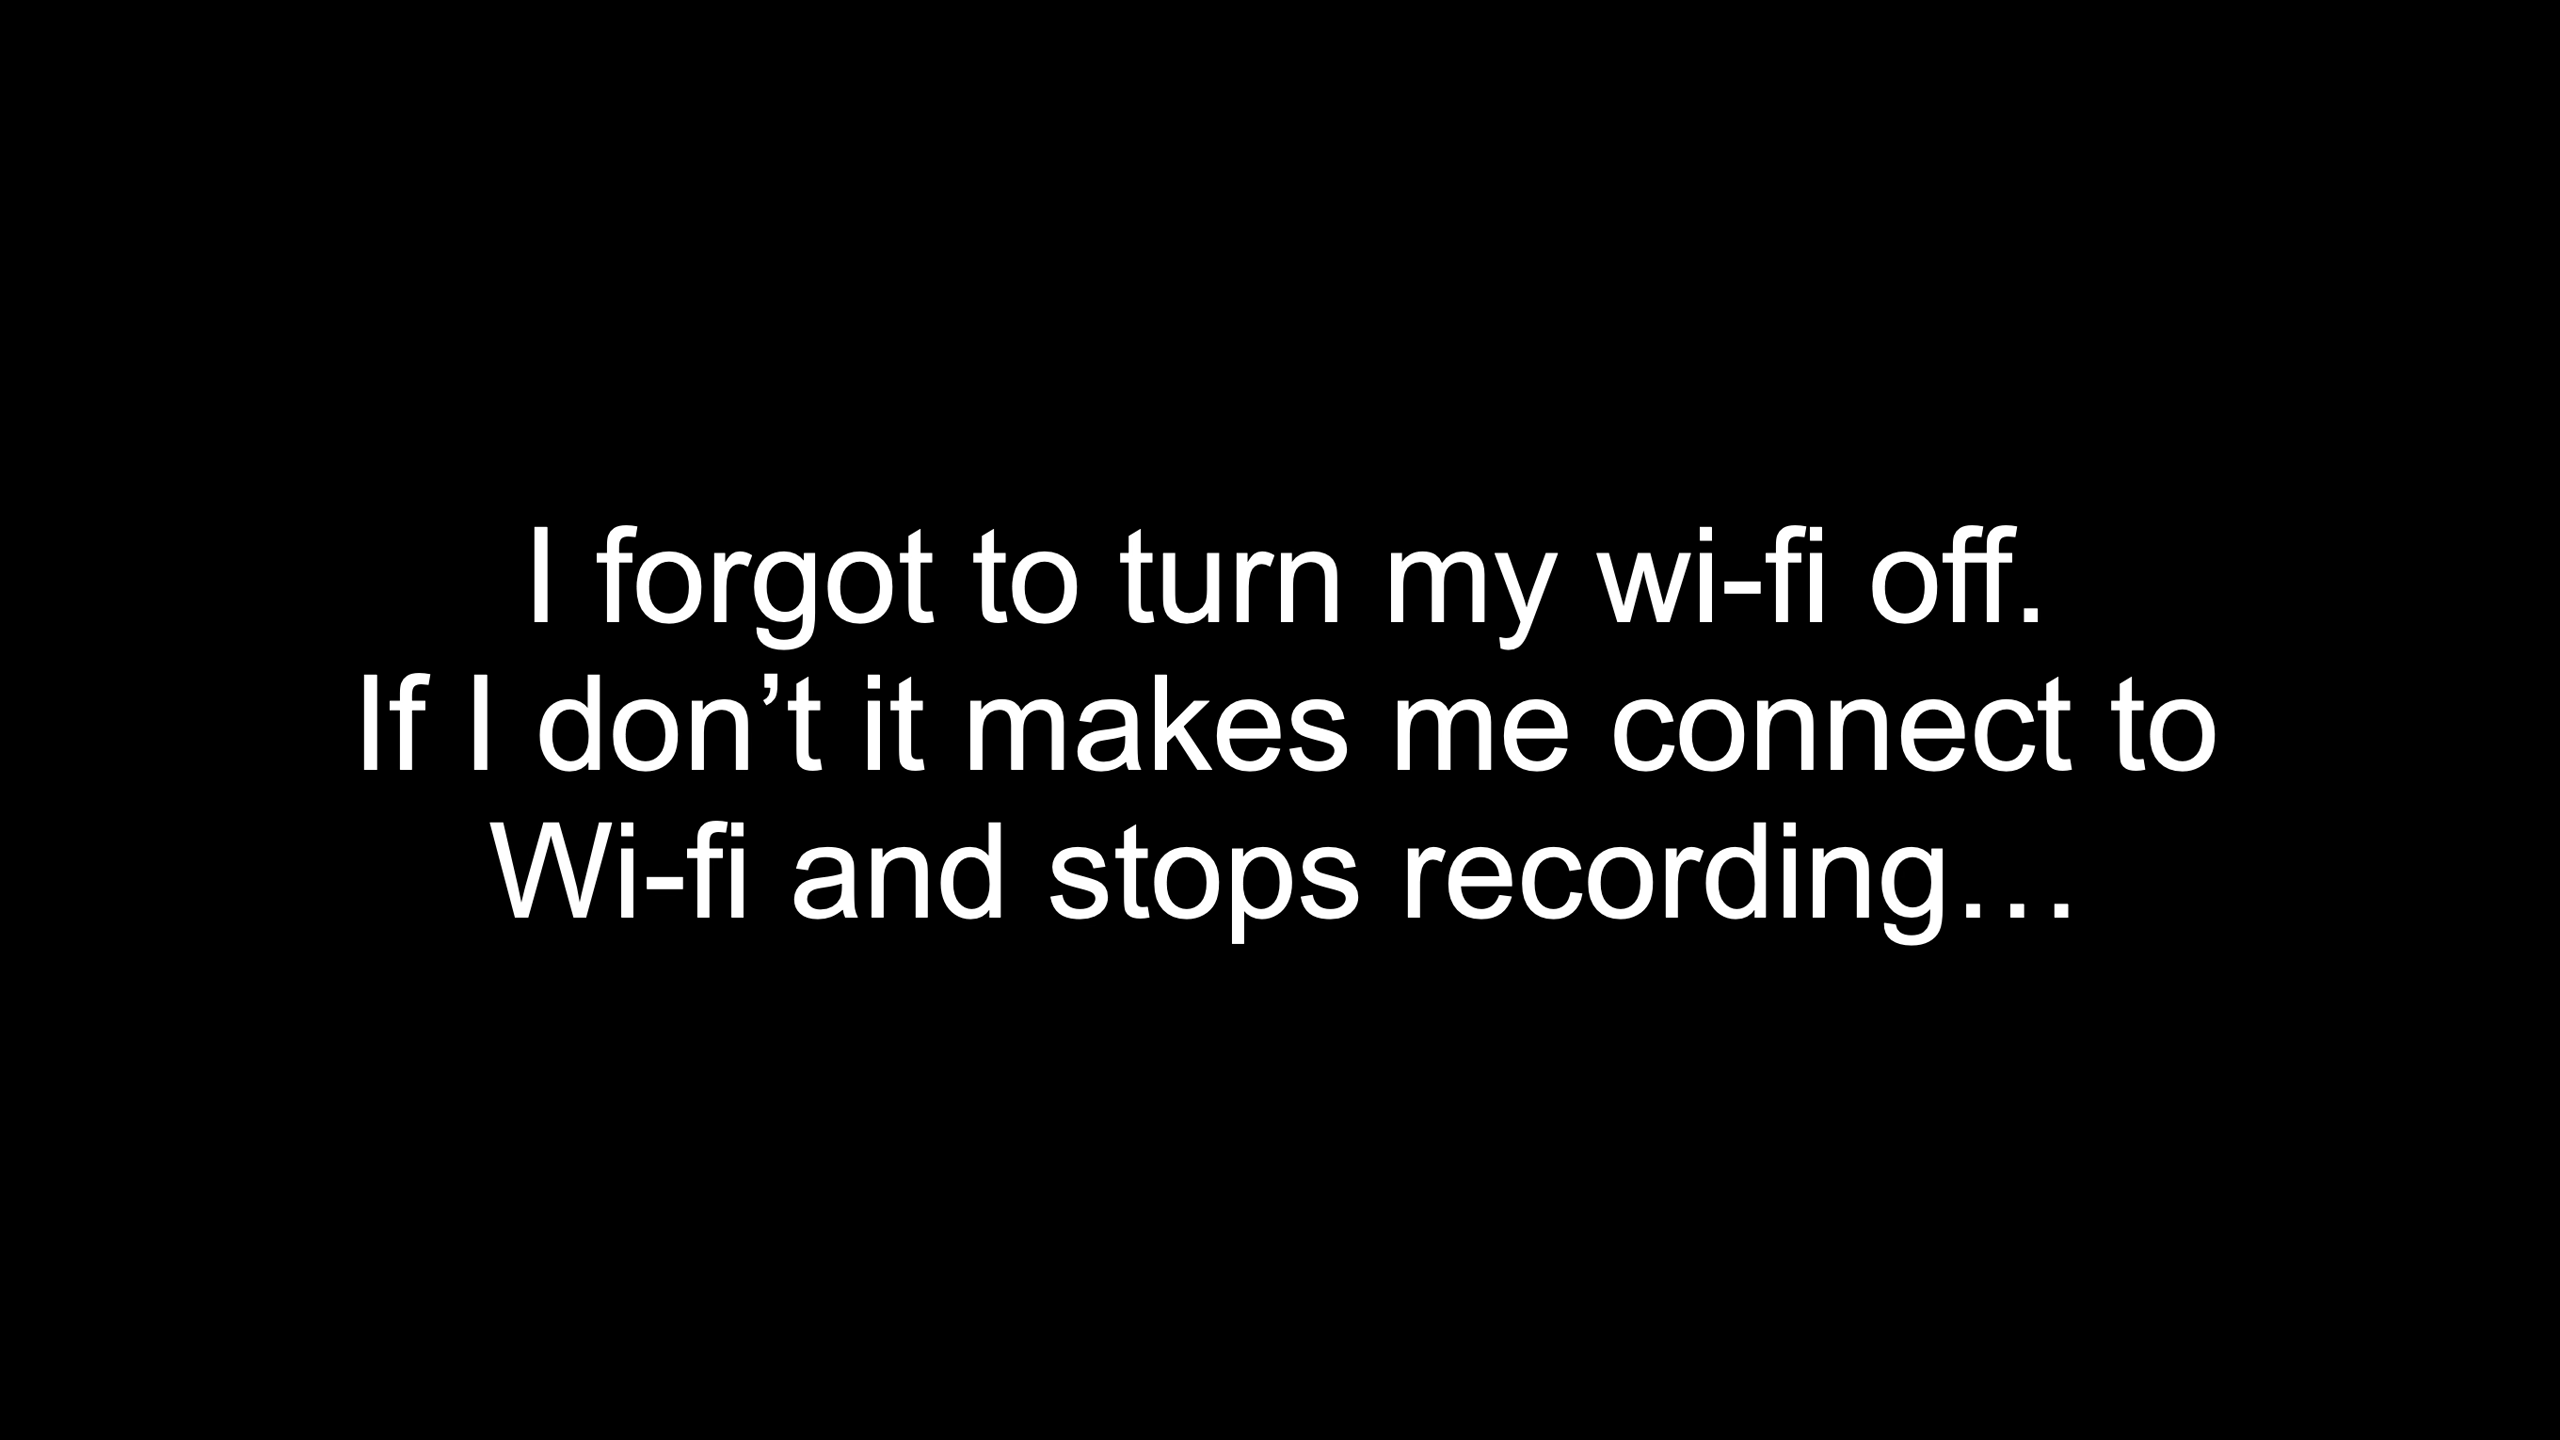 I forgot to turn my wi-fi off.
If I don’t it makes me connect to
Wi-fi and stops recording…